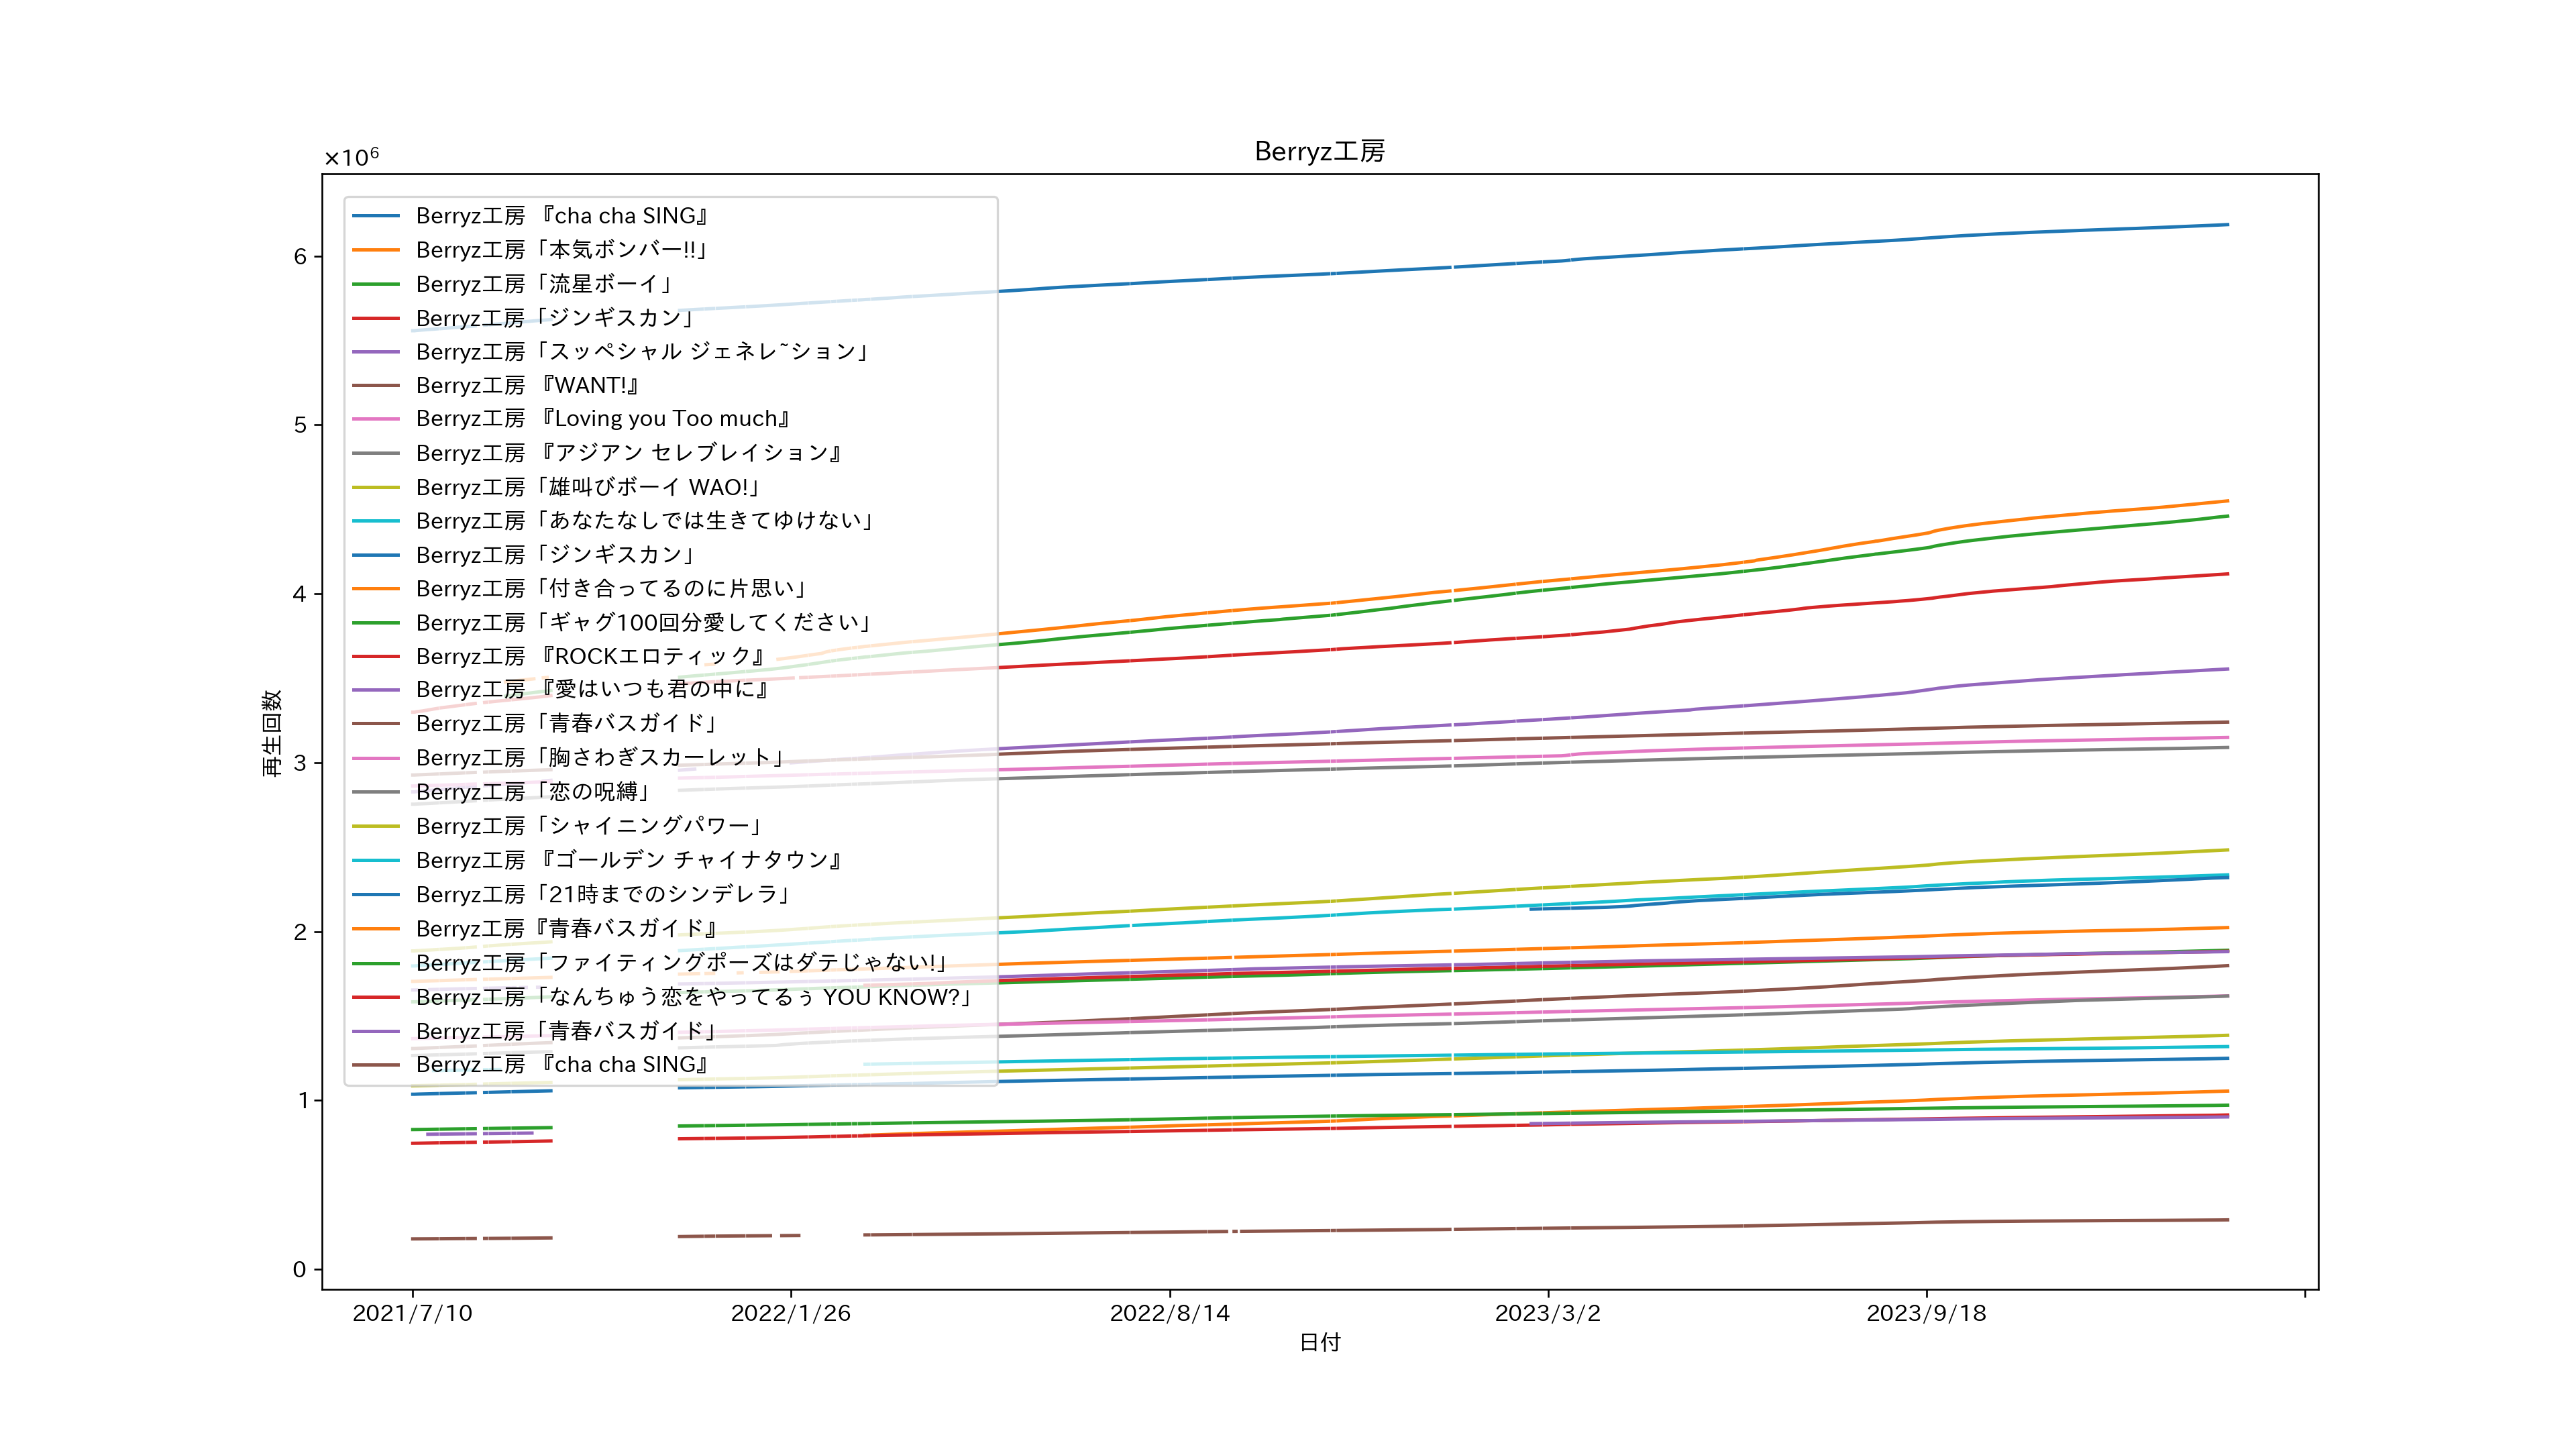 Berryz工房
×10⁶
Berryz工房 『cha cha SING』
Berryz工房「本気ボンバー!!」
Berryz工房「流星ボーイ」
Berryz工房「ジンギスカン」
Berryz工房「スッペシャル ジェネレ~ション」
Berryz工房 『WANT!』
Berryz工房 『Loving you Too much』
Berryz工房 『アジアン セレブレイション』
Berryz工房「雄叫びボーイ WAO!」
Berryz工房「あなたなしでは生きてゆけない」
Berryz工房「ジンギスカン」
Berryz工房「付き合ってるのに片思い」
Berryz工房「ギャグ100回分愛してください」
Berryz工房 『ROCKエロティック』
Berryz工房 『愛はいつも君の中に』
Berryz工房「青春バスガイド」
Berryz工房「胸さわぎスカーレット」
Berryz工房「恋の呪縛」
Berryz工房「シャイニングパワー」
Berryz工房 『ゴールデン チャイナタウン』
Berryz工房「21時までのシンデレラ」
Berryz工房『青春バスガイド』
Berryz工房「ファイティングポーズはダテじゃない!」
Berryz工房「なんちゅう恋をやってるぅ YOU KNOW?」
Berryz工房「青春バスガイド」
Berryz工房 『cha cha SING』
6
5
4
3
2
1
0
再生回数
2021/7/10
2022/1/26
2022/8/14
2023/3/2
2023/9/18
日付